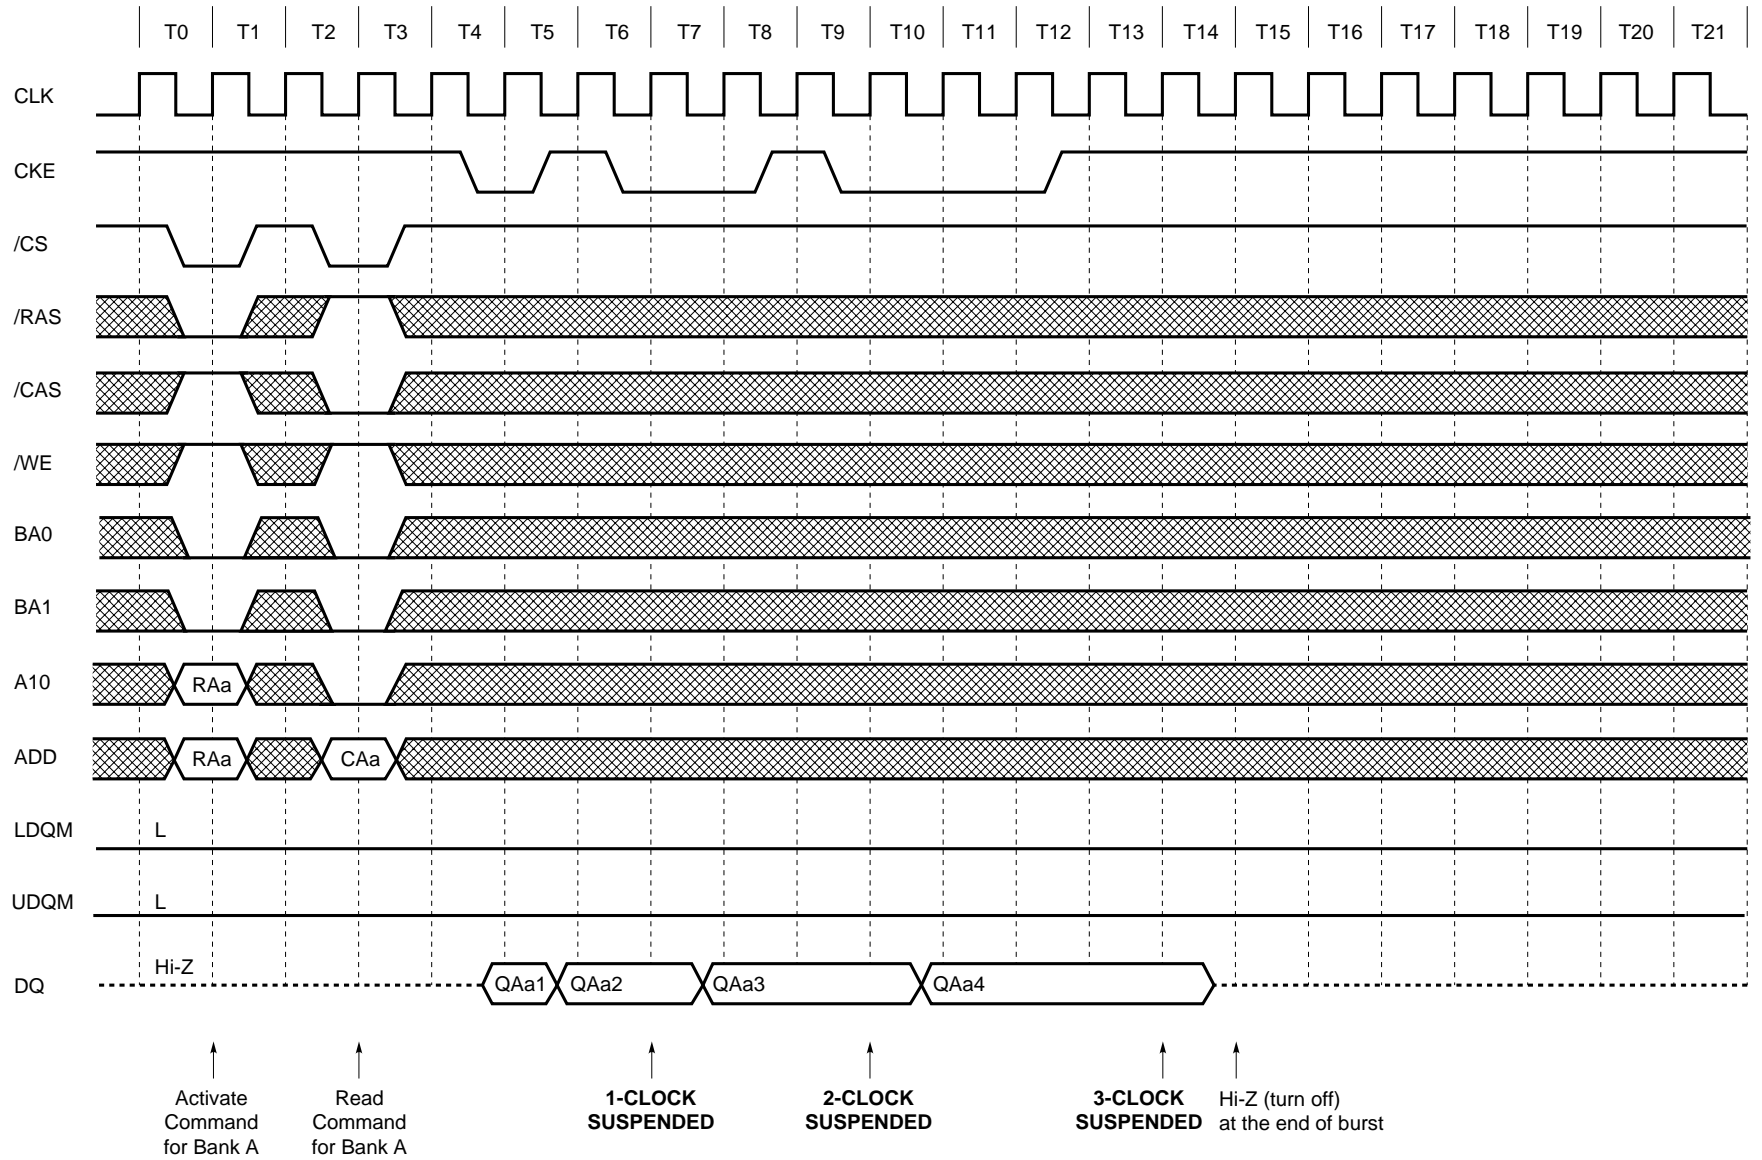 T0 T1 T2 T3 T4 T5 T6 T7 T8 T9 T10 T11 T12 T13 T14 T15 T16 T17 T18 T19 T20 T21
CLK
CKE
/CS
/RAS
/CAS
/WE
BA0
BA1
A10 RAa
ADD RAa CAa
LDQM L
UDQM L
DQ Hi-Z QAa1 QAa2 QAa3 QAa4
Activate
Command
for Bank A
Read
Command
for Bank A
1-CLOCK
SUSPENDED
2-CLOCK
SUSPENDED
3-CLOCK
SUSPENDED
Hi-Z (turn off)
at the end of burst